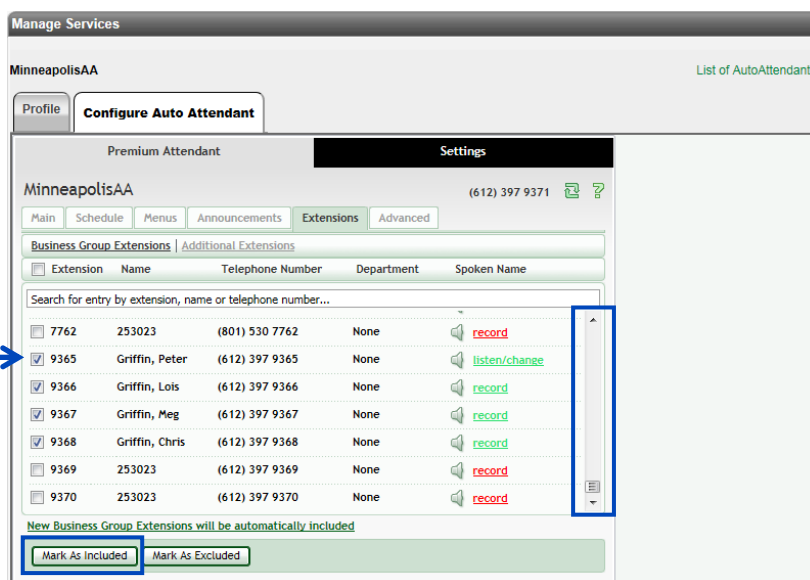 Manage Services
MinneapolisAA List of AutoAttendant
Profile Configure Auto Attendant
Premium Attendant Settings
MinneapolisAA (612) 397 9371
Main Schedule Menus Announcements Extensions Advanced
Business Group Extensions | Additional Extensions
Extension Name Telephone Number Department Spoken Name
Search for entry by extension, name or telephone number...
7762 253023 (801) 530 7762 None record
9365 Griffin, Peter (612) 397 9365 None listen/change
9366 Griffin, Lois (612) 397 9366 None record
9367 Griffin, Meg (612) 397 9367 None record
9368 Griffin, Chris (612) 397 9368 None record
9369 253023 (612) 397 9369 None record
9370 253023 (612) 397 9370 None record
New Business Group Extensions will be automatically included
Mark As Included Mark As Excluded